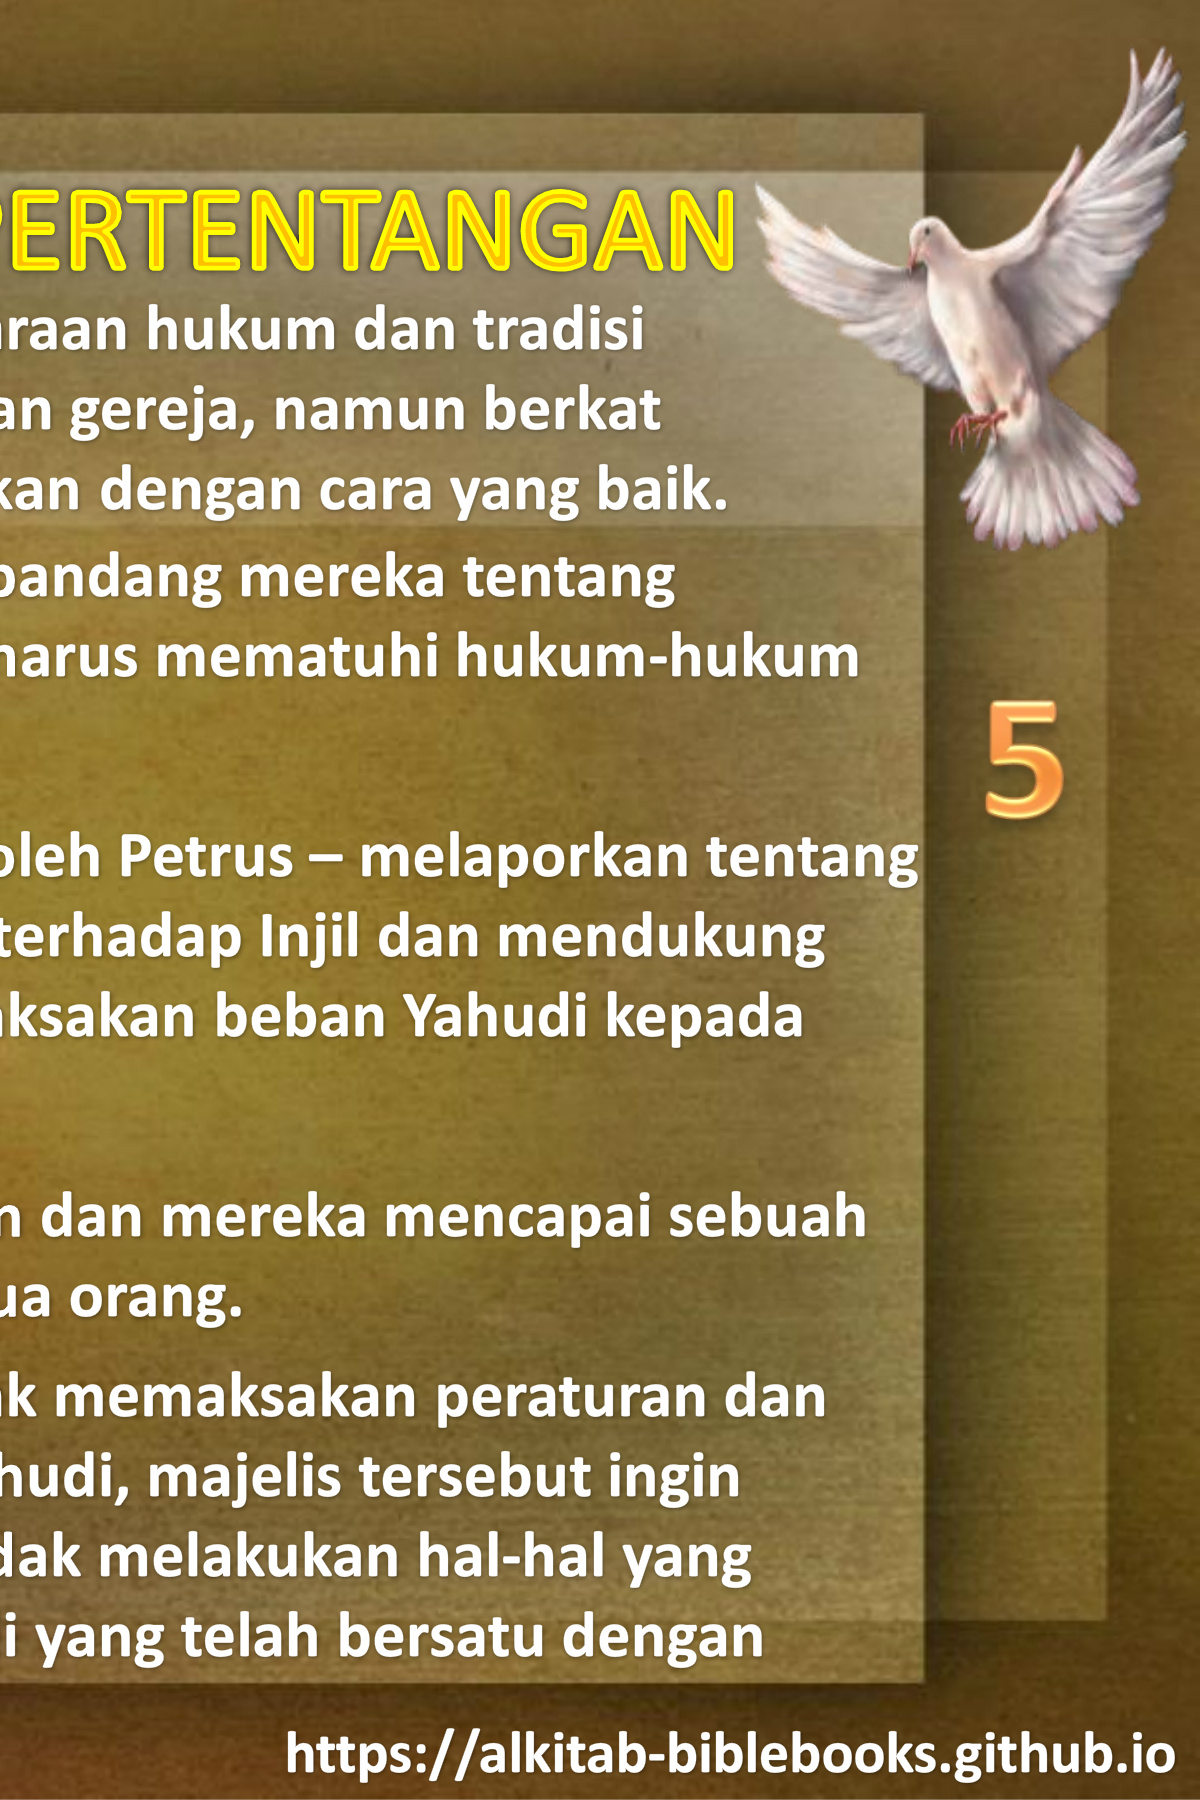 PERTENTANGAN
araan hukum dan tradisi
an gereja, namun berkat
kan dengan cara yang baik.
pandang mereka tentang
harus mematuhi hukum-hukum
5
oleh Petrus – melaporkan tentang
terhadap Injil dan mendukung
aksakan beban Yahudi kepada
n dan mereka mencapai sebuah
ua orang.
ak memaksakan peraturan dan
hudi, majelis tersebut ingin
dak melakukan hal-hal yang
i yang telah bersatu dengan
https://alkitab-biblebooks.github.io